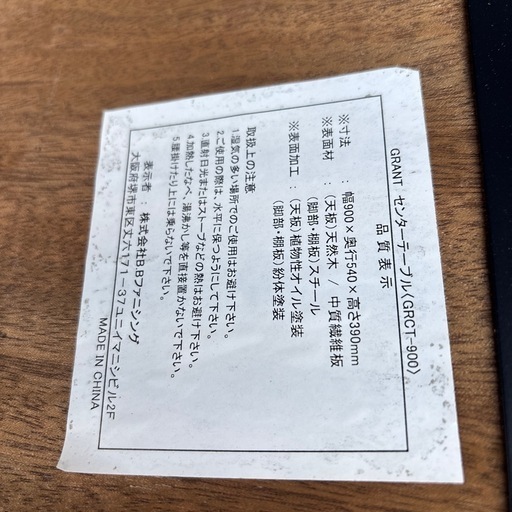 GRANT センターテーブル〈GRCT-900〉
品質表示
※寸法 : 幅900×奥行540×高さ390mm
※表面材 : (天板)天然木 / 中質繊維板
(脚部・棚板)スチール
※表面加工 : (天板)植物性オイル塗装
(脚部・棚板)紛体塗装
取扱上の注意
1.湿気の多い場所でのご使用はお避け下さい。
2.ご使用の際は、水平に保つようにして下さい。
3.直射日光またはストーブなどの熱はお避け下さい。
4.加熱したなべ、湯沸かし等を直接置かないで下さい。
5.腰掛けたり上には乗らないで下さい。
表示者 : 株式会社B.Bファニシング
大阪府堺市東区丈六171-37ユニイマニシビル2F
MADE IN CHINA